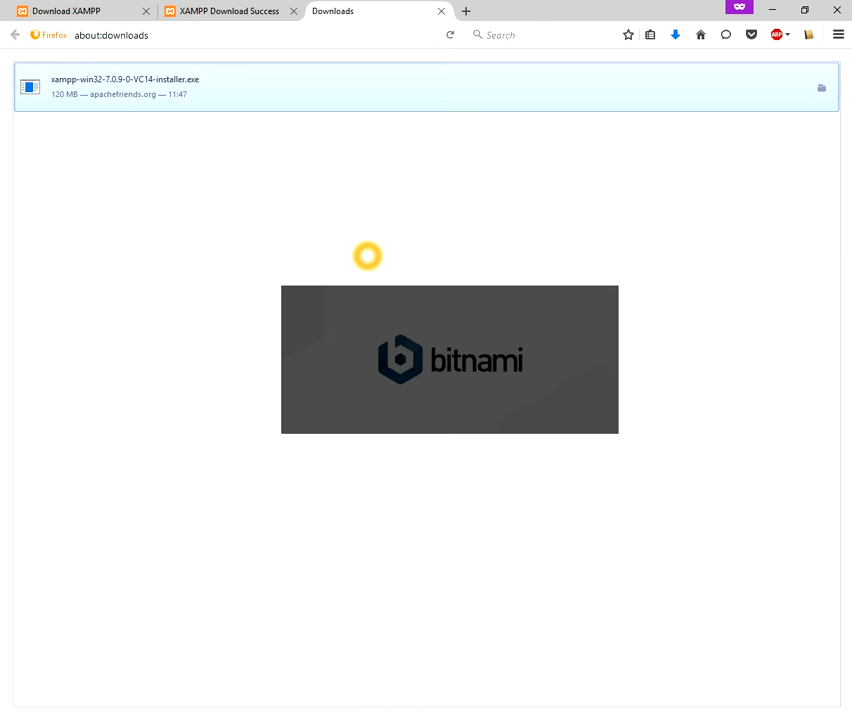 Download XAMPP
XAMPP Download Success
Downloads
Firefox
about:downloads
Search
ABP
xampp-win32-7.0.9-0-VC14-installer.exe
120 MB — apachefriends.org — 11:47
bitnami